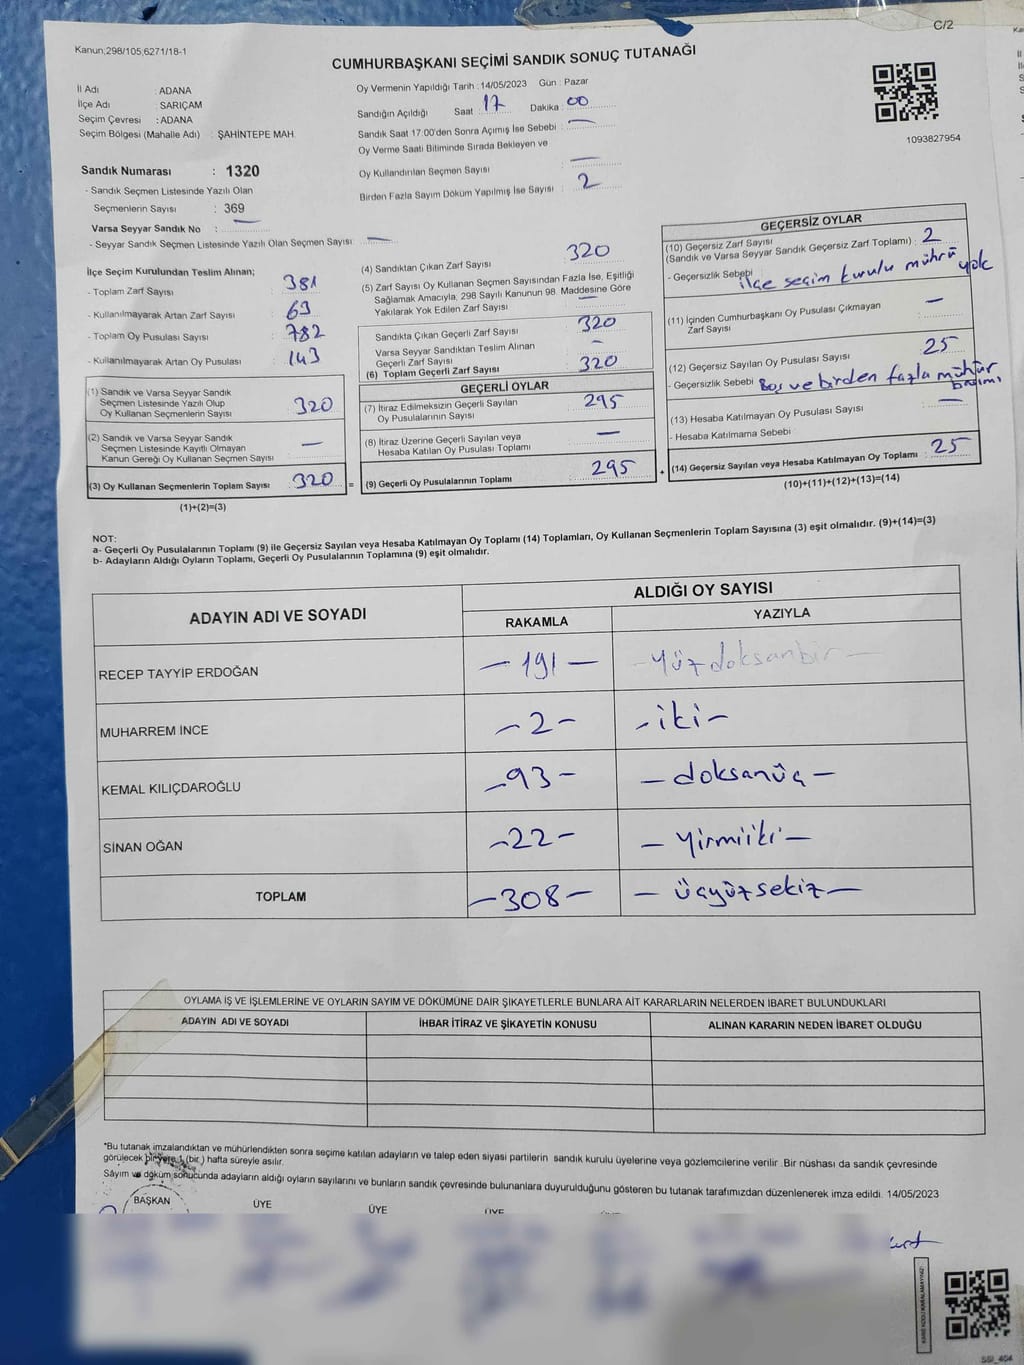 C/2
Kanun;298/105;6271/18-1
CUMHURBAŞKANI SEÇİMİ SANDIK SONUÇ TUTANAĞI
İl Adı : ADANA
İlçe Adı : SARIÇAM
Seçim Çevresi : ADANA
Seçim Bölgesi (Mahalle Adı) : ŞAHİNTEPE MAH.
Oy Vermenin Yapıldığı Tarih : 14/05/2023 Gün : Pazar
Sandığın Açıldığı Saat 17 Dakika 00
Sandık Saat 17:00'den Sonra Açımış İse Sebebi : —
Oy Verme Saati Bitiminde Sırada Bekleyen ve
Oy Kullandırılan Seçmen Sayısı : —
Birden Fazla Sayım Döküm Yapılmış İse Sayısı : 2
1093827954
Sandık Numarası : 1320
- Sandık Seçmen Listesinde Yazılı Olan
Seçmenlerin Sayısı : 369
Varsa Seyyar Sandık No : —
- Seyyar Sandık Seçmen Listesinde Yazılı Olan Seçmen Sayısı : —
İlçe Seçim Kurulundan Teslim Alınan;
- Toplam Zarf Sayısı : 381
- Kullanılmayarak Artan Zarf Sayısı : 63
- Toplam Oy Pusulası Sayısı : 782
- Kullanılmayarak Artan Oy Pusulası : 143
(1) Sandık ve Varsa Seyyar Sandık
Seçmen Listesinde Yazılı Olup
Oy Kullanan Seçmenlerin Sayısı : 320
(2) Sandık ve Varsa Seyyar Sandık
Seçmen Listesinde Kayıtlı Olmayan
Kanun Gereği Oy Kullanan Seçmen Sayısı : —
(3) Oy Kullanan Seçmenlerin Toplam Sayısı : 320 =
(1)+(2)=(3)
(4) Sandıktan Çıkan Zarf Sayısı : 320
(5) Zarf Sayısı Oy Kullanan Seçmen Sayısından Fazla İse, Eşitliği
Sağlamak Amacıyla, 298 Sayılı Kanunun 98. Maddesine Göre
Yakılarak Yok Edilen Zarf Sayısı : —
Sandıkta Çıkan Geçerli Zarf Sayısı : 320
Varsa Seyyar Sandıktan Teslim Alınan
Geçerli Zarf Sayısı : —
(6) Toplam Geçerli Zarf Sayısı : 320
GEÇERLİ OYLAR
(7) İtiraz Edilmeksizin Geçerli Sayılan
Oy Pusulalarının Sayısı : 295
(8) İtiraz Üzerine Geçerli Sayılan veya
Hesaba Katılan Oy Pusulası Toplamı : —
(9) Geçerli Oy Pusulalarının Toplamı : 295 +
GEÇERSİZ OYLAR
(10) Geçersiz Zarf Sayısı
(Sandık ve Varsa Seyyar Sandık Geçersiz Zarf Toplamı) : 2
- Geçersizlik Sebebi ilçe seçim kurulu mührü yok
(11) İçinden Cumhurbaşkanı Oy Pusulası Çıkmayan
Zarf Sayısı : —
(12) Geçersiz Sayılan Oy Pusulası Sayısı : 25
- Geçersizlik Sebebi Boş ve birden fazla mühür basımı
(13) Hesaba Katılmayan Oy Pusulası Sayısı : —
- Hesaba Katılmama Sebebi :
(14) Geçersiz Sayılan veya Hesaba Katılmayan Oy Toplamı : 25
(10)+(11)+(12)+(13)=(14)
NOT:
a- Geçerli Oy Pusulalarının Toplamı (9) ile Geçersiz Sayılan veya Hesaba Katılmayan Oy Toplamı (14) Toplamları, Oy Kullanan Seçmenlerin Toplam Sayısına (3) eşit olmalıdır. (9)+(14)=(3)
b- Adayların Aldığı Oyların Toplamı, Geçerli Oy Pusulalarının Toplamına (9) eşit olmalıdır.
ADAYIN ADI VE SOYADI ALDIĞI OY SAYISI
RAKAMLA YAZIYLA
RECEP TAYYİP ERDOĞAN — 191 — — Yüzdoksanbir —
MUHARREM İNCE — 2 — — iki —
KEMAL KILIÇDAROĞLU — 93 — — doksanüç —
SİNAN OĞAN — 22 — — Yirmiiki —
TOPLAM — 308 — — üçyüzsekiz —
OYLAMA İŞ VE İŞLEMLERİNE VE OYLARIN SAYIM VE DÖKÜMÜNE DAİR ŞİKAYETLERLE BUNLARA AİT KARARLARIN NELERDEN İBARET BULUNDUKLARI
ADAYIN ADI VE SOYADI İHBAR İTİRAZ VE ŞİKAYETİN KONUSU ALINAN KARARIN NEDEN İBARET OLDUĞU
*Bu tutanak imzalandıktan ve mühürlendikten sonra seçime katılan adayların ve talep eden siyasi partilerin sandık kurulu üyelerine veya gözlemcilerine verilir. Bir nüshası da sandık çevresinde
görülecek bir yere 1 (bir ) hafta süreyle asılır.
Sayım ve döküm sonucunda adayların aldığı oyların sayılarını ve bunların sandık çevresinde bulunanlara duyurulduğunu gösteren bu tutanak tarafımızdan düzenlenerek imza edildi. 14/05/2023
BAŞKAN ÜYE ÜYE ÜYE